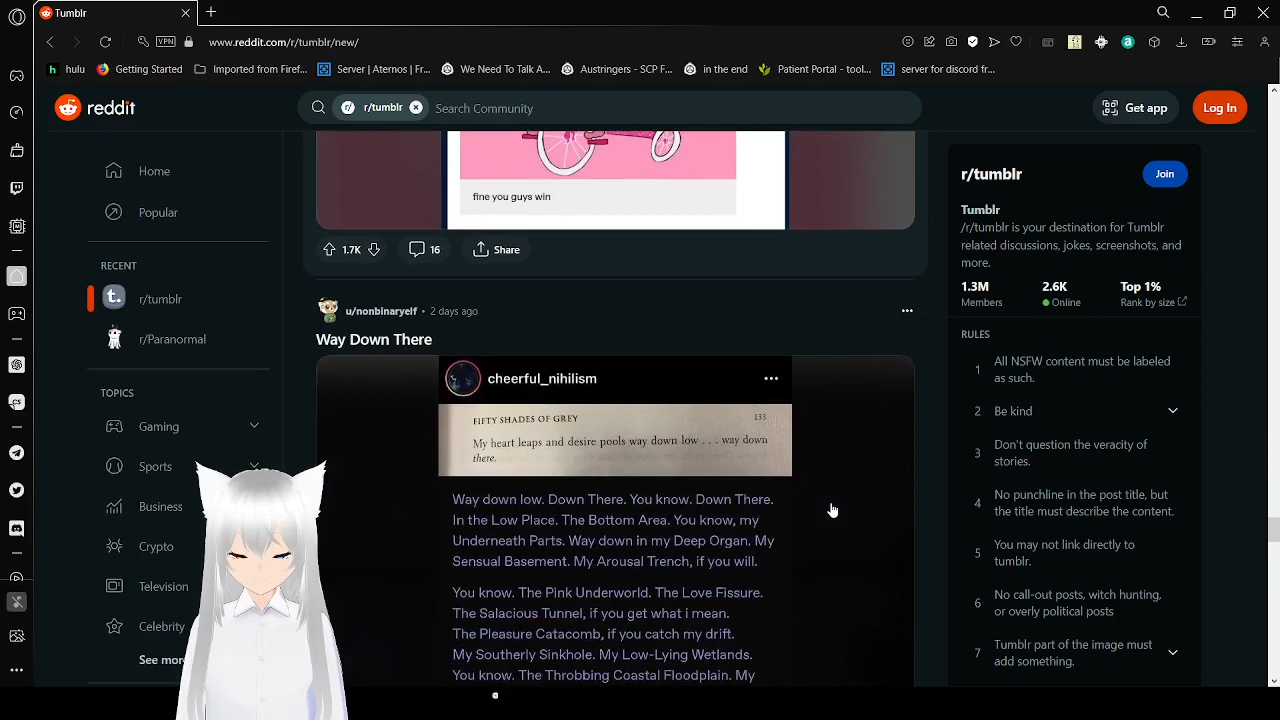 Tumblr
VPN
www.reddit.com/r/tumblr/new/
hulu
Getting Started
Imported from Firef...
Server | Aternos | Fr...
We Need To Talk A...
Austringers - SCP F...
in the end
Patient Portal - tool...
server for discord fr...
reddit
r/tumblr
Search Community
Get app
Log In
Home
Popular
RECENT
r/tumblr
r/Paranormal
TOPICS
Gaming
Sports
Business
Crypto
Television
Celebrity
See more
fine you guys win
1.7K
16
Share
u/nonbinaryelf • 2 days ago
Way Down There
cheerful_nihilism
FIFTY SHADES OF GREY 233
My heart leaps and desire pools way down low . . . way down
there.
Way down low. Down There. You know. Down There.
In the Low Place. The Bottom Area. You know, my
Underneath Parts. Way down in my Deep Organ. My
Sensual Basement. My Arousal Trench, if you will.
You know. The Pink Underworld. The Love Fissure.
The Salacious Tunnel, if you get what i mean.
The Pleasure Catacomb, if you catch my drift.
My Southerly Sinkhole. My Low-Lying Wetlands.
You know. The Throbbing Coastal Floodplain. My
r/tumblr
Join
Tumblr
/r/tumblr is your destination for Tumblr
related discussions, jokes, screenshots, and
more.
1.3M
Members
2.6K
Online
Top 1%
Rank by size
RULES
1 All NSFW content must be labeled
as such.
2 Be kind
3 Don't question the veracity of
stories.
4 No punchline in the post title, but
the title must describe the content.
5 You may not link directly to
tumblr.
6 No call-out posts, witch hunting,
or overly political posts
7 Tumblr part of the image must
add something.